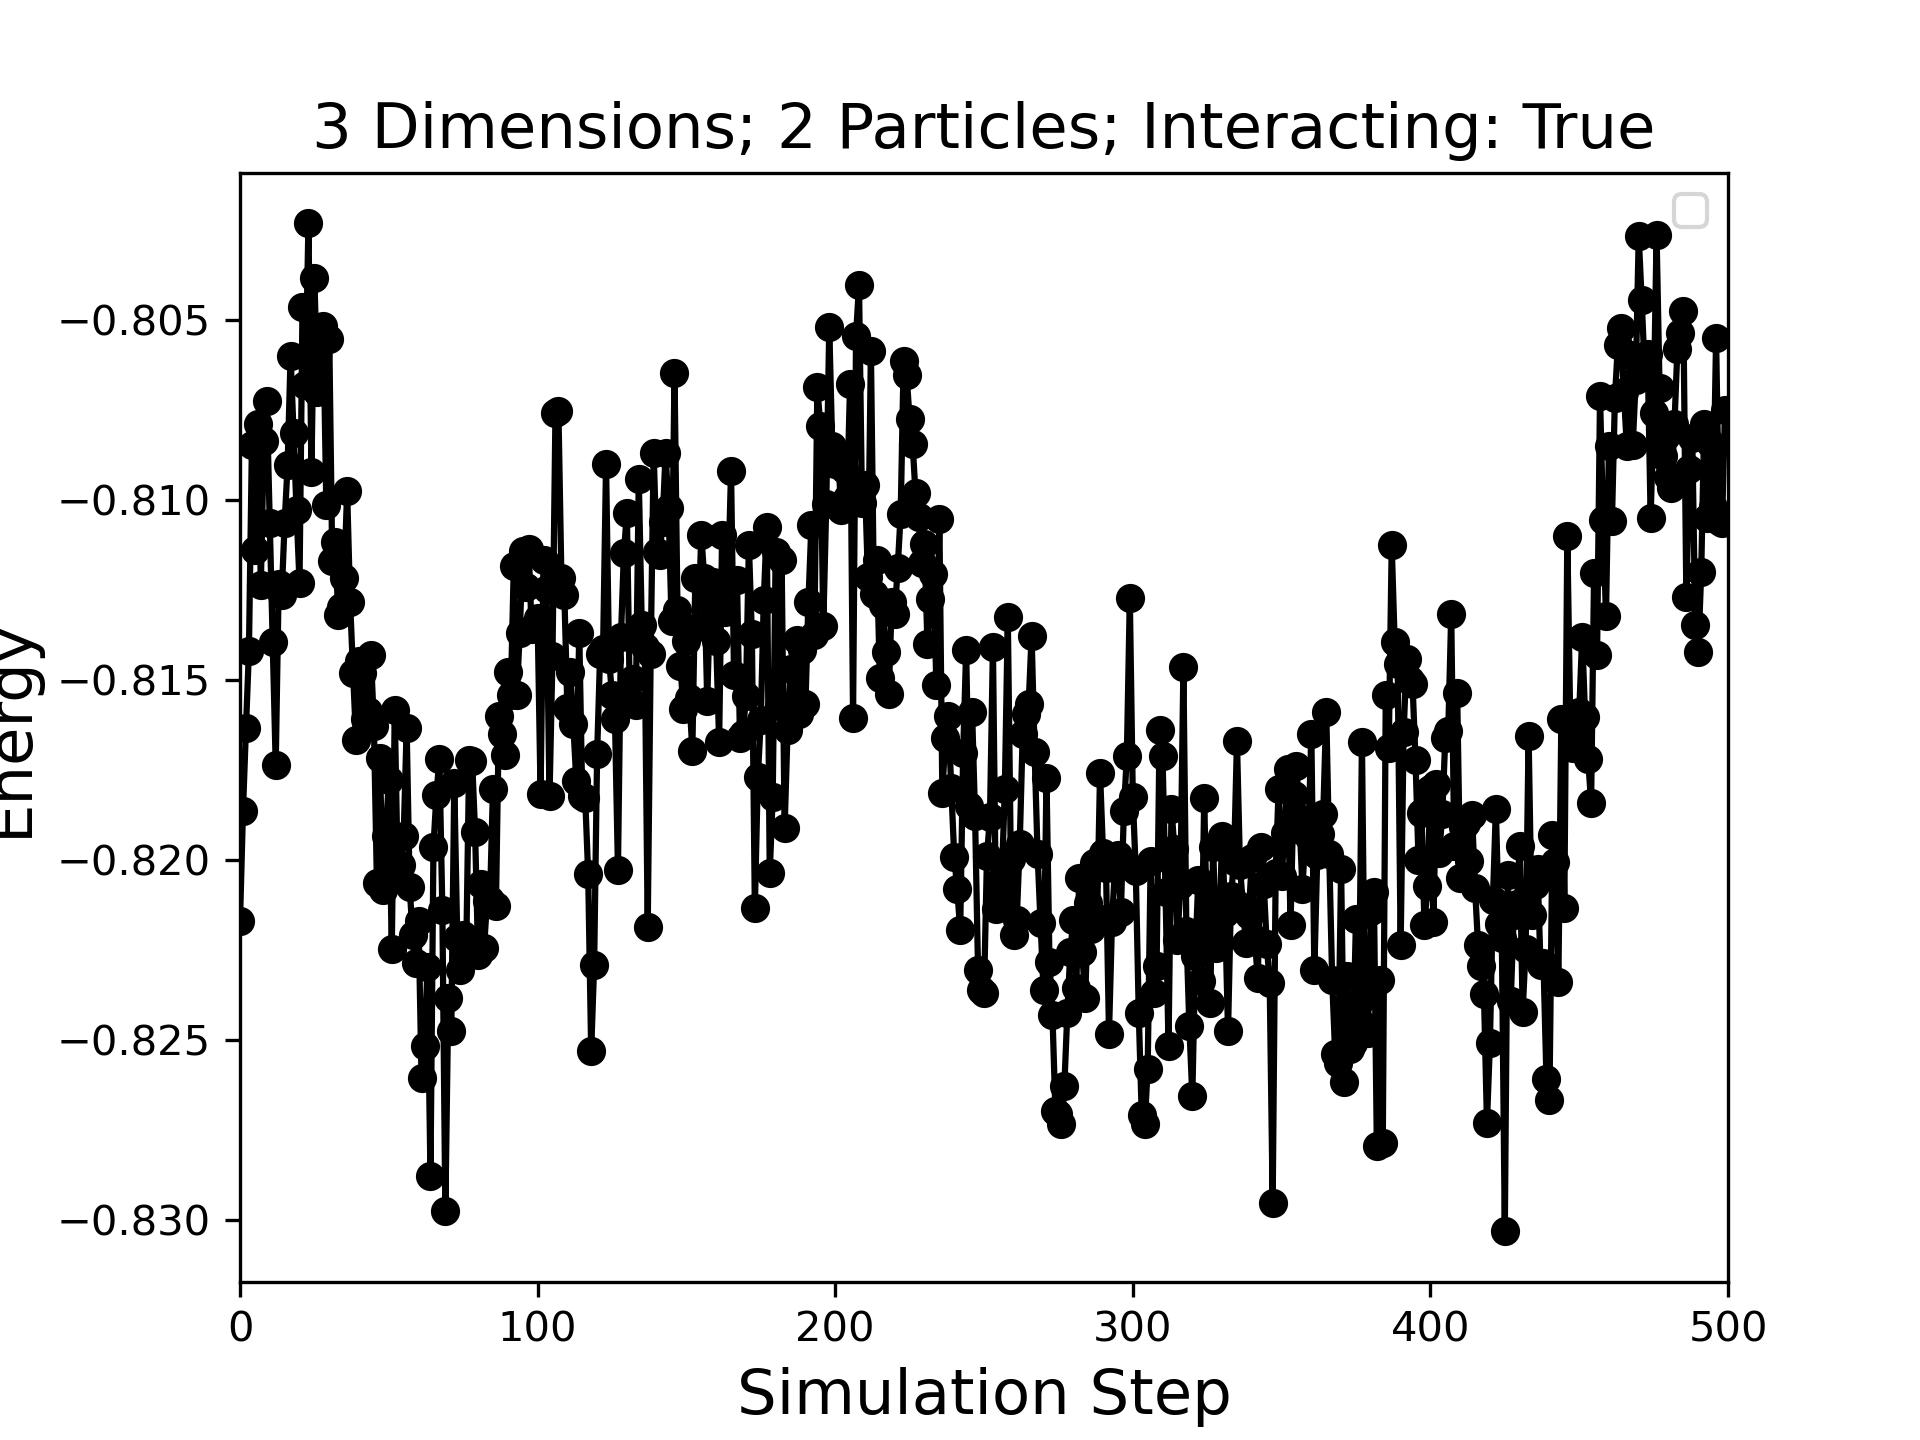 3 Dimensions; 2 Particles; Interacting: True
Energy
−0.805
−0.810
−0.815
−0.820
−0.825
−0.830
0 100 200 300 400 500
Simulation Step